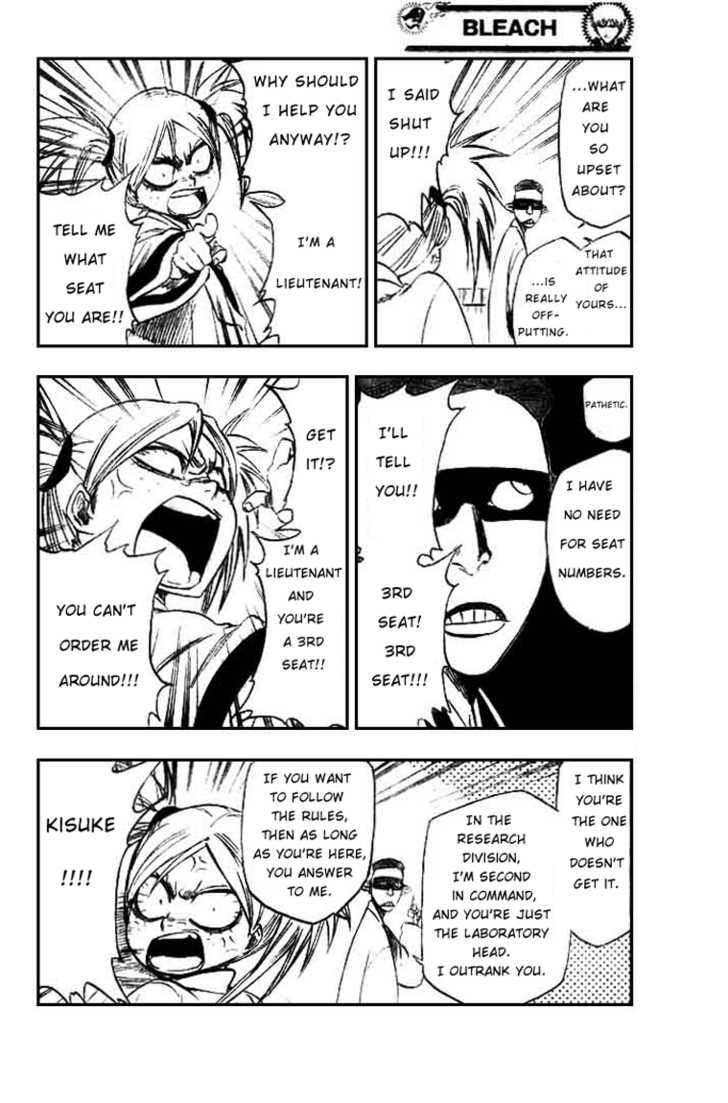 BLEACH
...WHAT
ARE
YOU
SO
UPSET
ABOUT?
THAT
ATTITUDE
OF
YOURS...
...IS
REALLY
OFF-
PUTTING.
I SAID
SHUT
UP!!!
WHY SHOULD
I HELP YOU
ANYWAY!?
I'M A
LIEUTENANT!
TELL ME
WHAT
SEAT
YOU ARE!!
PATHETIC.
I HAVE
NO NEED
FOR SEAT
NUMBERS.
I'LL
TELL
YOU!!
3RD
SEAT!
3RD
SEAT!!!
GET
IT!?
I'M A
LIEUTENANT
AND
YOU'RE
A 3RD
SEAT!!
YOU CAN'T
ORDER ME
AROUND!!!
I THINK
YOU'RE
THE ONE
WHO
DOESN'T
GET IT.
IN THE
RESEARCH
DIVISION,
I'M SECOND
IN COMMAND,
AND YOU'RE JUST
THE LABORATORY
HEAD.
I OUTRANK YOU.
IF YOU WANT
TO FOLLOW
THE RULES,
THEN AS LONG
AS YOU'RE HERE,
YOU ANSWER
TO ME.
KISUKE
!!!!